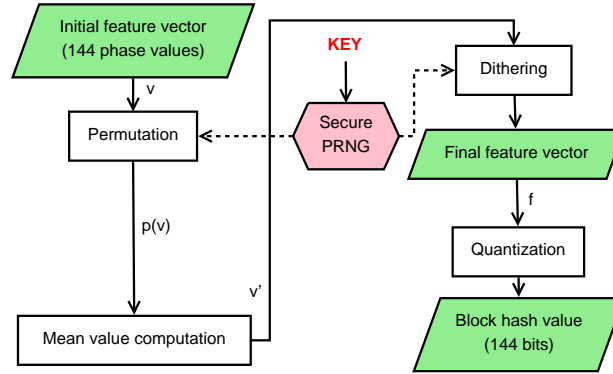 Initial feature vector
(144 phase values)
v
Permutation
p(v)
Mean value computation
v'
KEY
Secure
PRNG
Dithering
Final feature vector
f
Quantization
Block hash value
(144 bits)